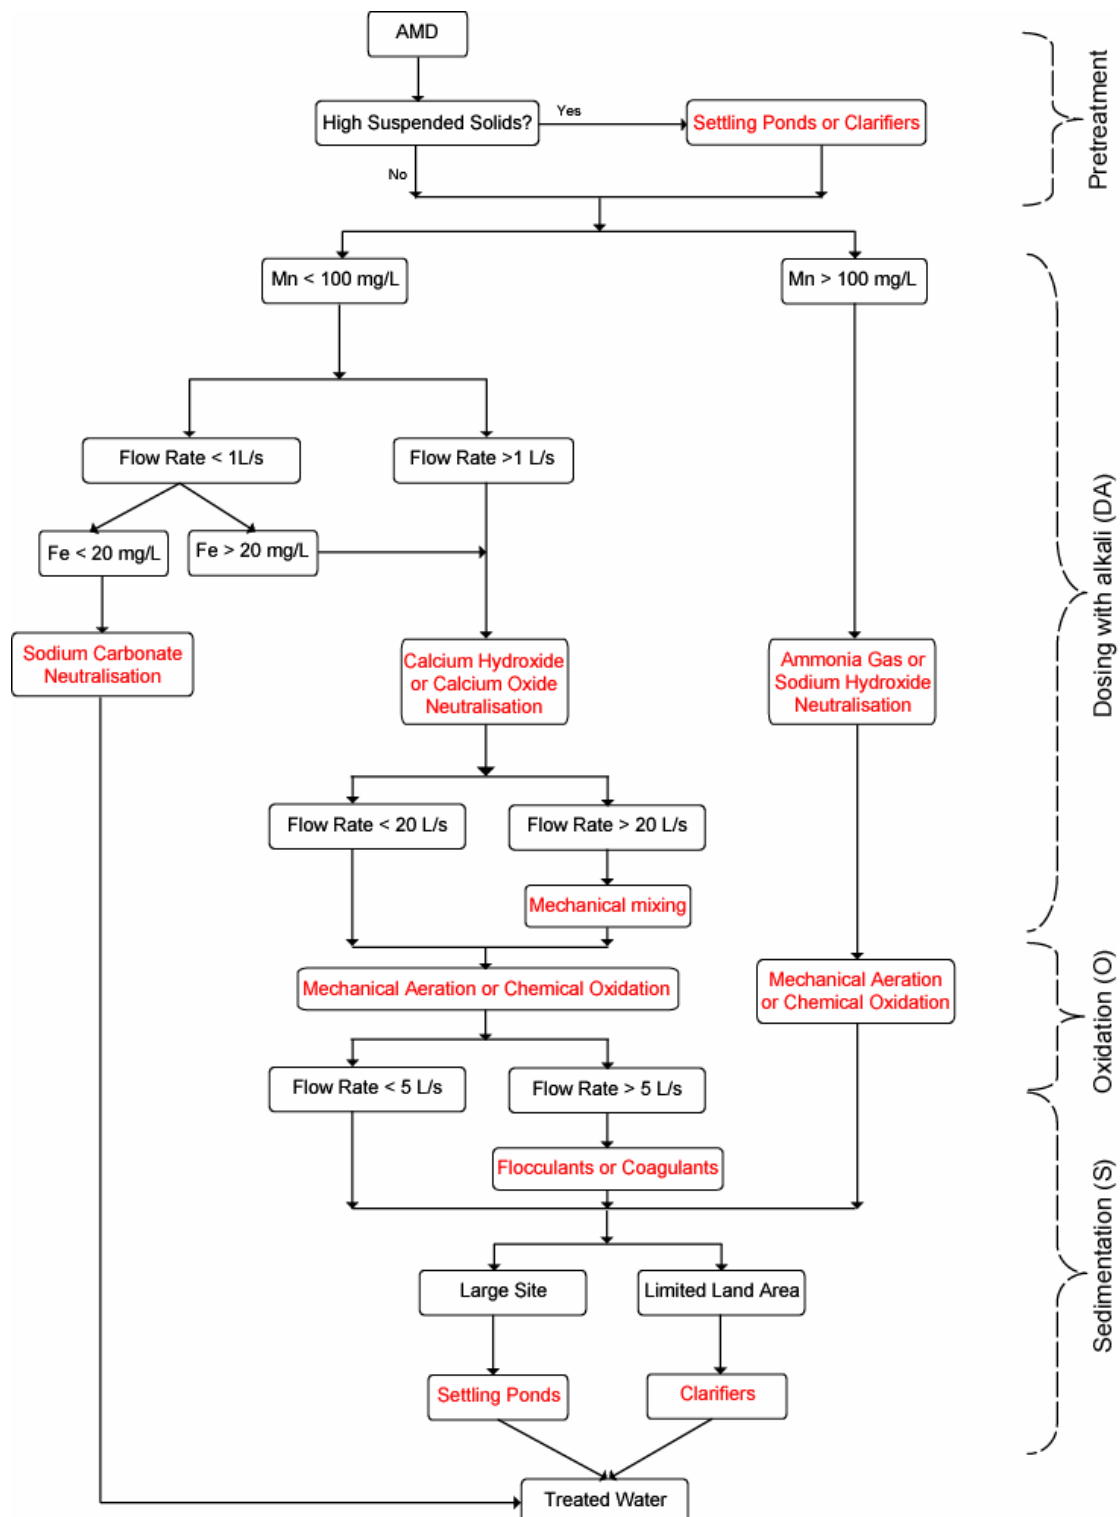 AMD
High Suspended Solids?
Yes
Settling Ponds or Clarifiers
No
Pretreatment
Mn < 100 mg/L
Mn > 100 mg/L
Flow Rate < 1L/s
Flow Rate >1 L/s
Fe < 20 mg/L
Fe > 20 mg/L
Sodium Carbonate
Neutralisation
Calcium Hydroxide
or Calcium Oxide
Neutralisation
Ammonia Gas or
Sodium Hydroxide
Neutralisation
Dosing with alkali (DA)
Flow Rate < 20 L/s
Flow Rate > 20 L/s
Mechanical mixing
Mechanical Aeration or Chemical Oxidation
Mechanical Aeration
or Chemical Oxidation
Oxidation (O)
Flow Rate < 5 L/s
Flow Rate > 5 L/s
Flocculants or Coagulants
Large Site
Limited Land Area
Settling Ponds
Clarifiers
Sedimentation (S)
Treated Water